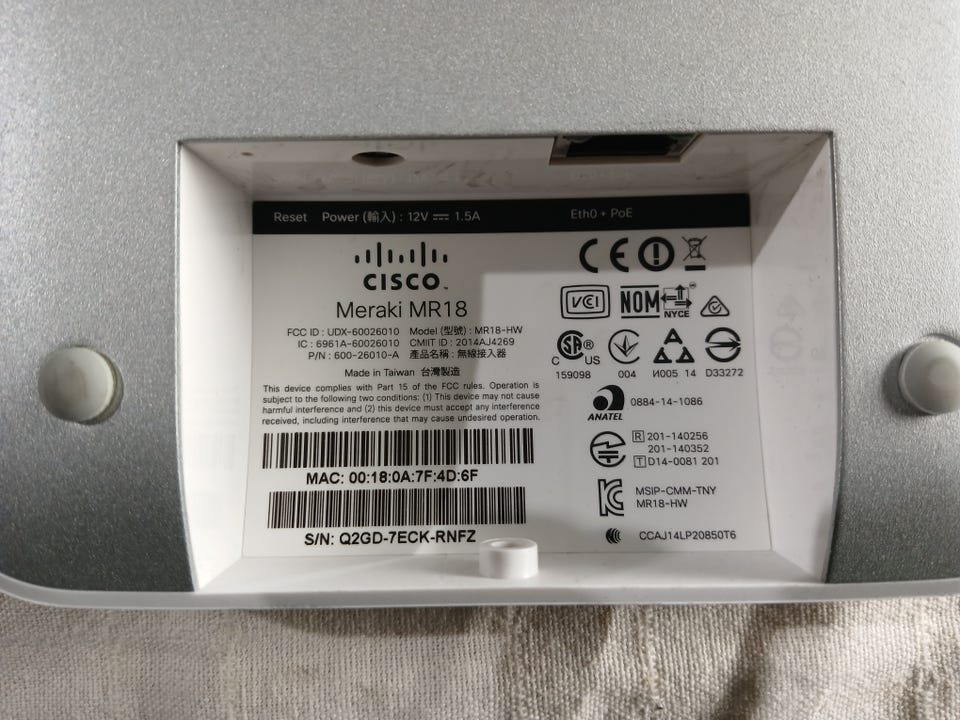 Reset Power (輸入) : 12V ⎓ 1.5A Eth0 + PoE
CISCO
Meraki MR18
FCC ID : UDX-60026010 Model (型號) : MR18-HW
IC : 6961A-60026010 CMIIT ID : 2014AJ4269
P/N : 600-26010-A 產品名稱 : 無線接入器
Made in Taiwan 台灣製造
This device complies with Part 15 of the FCC rules. Operation is
subject to the following two conditions: (1) This device may not cause
harmful interference and (2) this device must accept any interference
received, including interference that may cause undesired operation.
MAC: 00:18:0A:7F:4D:6F
S/N: Q2GD-7ECK-RNFZ
CE
VCI NOM NYCE
C SA US
159098 004 И005 14 D33272
ANATEL 0884-14-1086
R 201-140256
201-140352
T D14-0081 201
MSIP-CMM-TNY
MR18-HW
CCAJ14LP20850T6